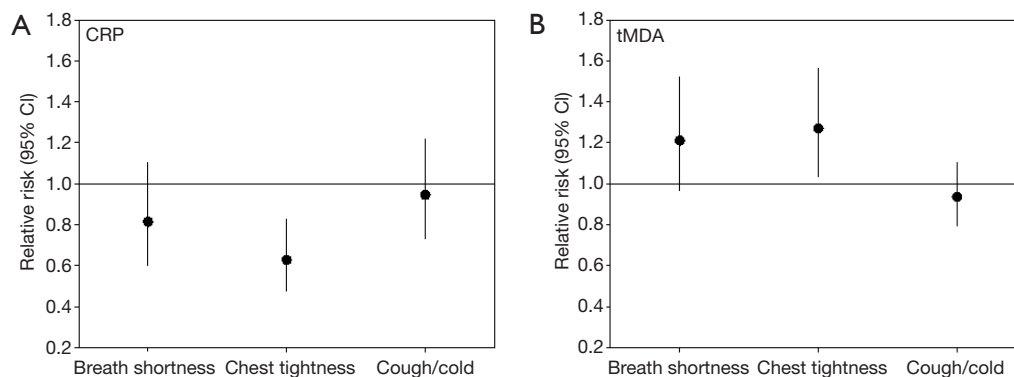 A
CRP
Relative risk (95% CI)
1.8
1.6
1.4
1.2
1.0
0.8
0.6
0.4
0.2
Breath shortness Chest tightness Cough/cold
B
tMDA
Relative risk (95% CI)
1.8
1.6
1.4
1.2
1.0
0.8
0.6
0.4
0.2
Breath shortness Chest tightness Cough/cold